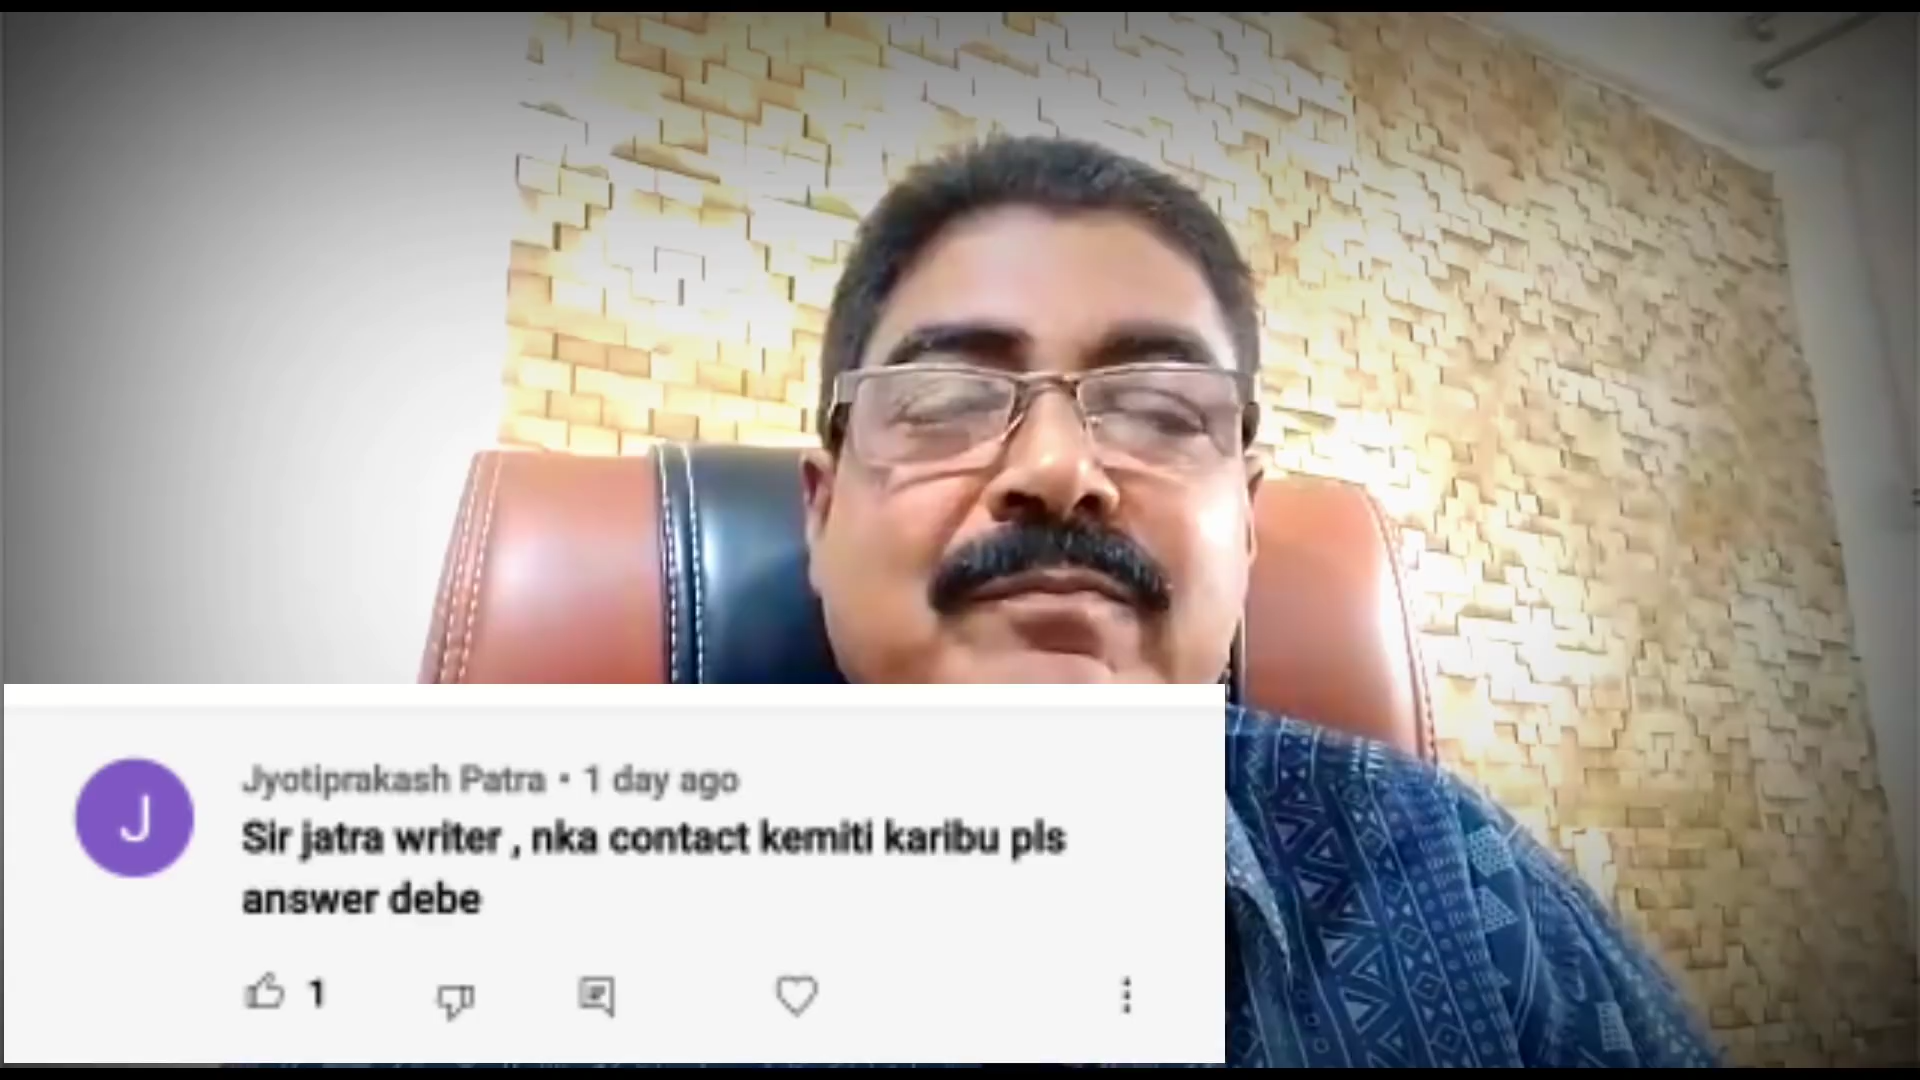 J
Jyotiprakash Patra • 1 day ago
Sir jatra writer , nka contact kemiti karibu pls
answer debe
1